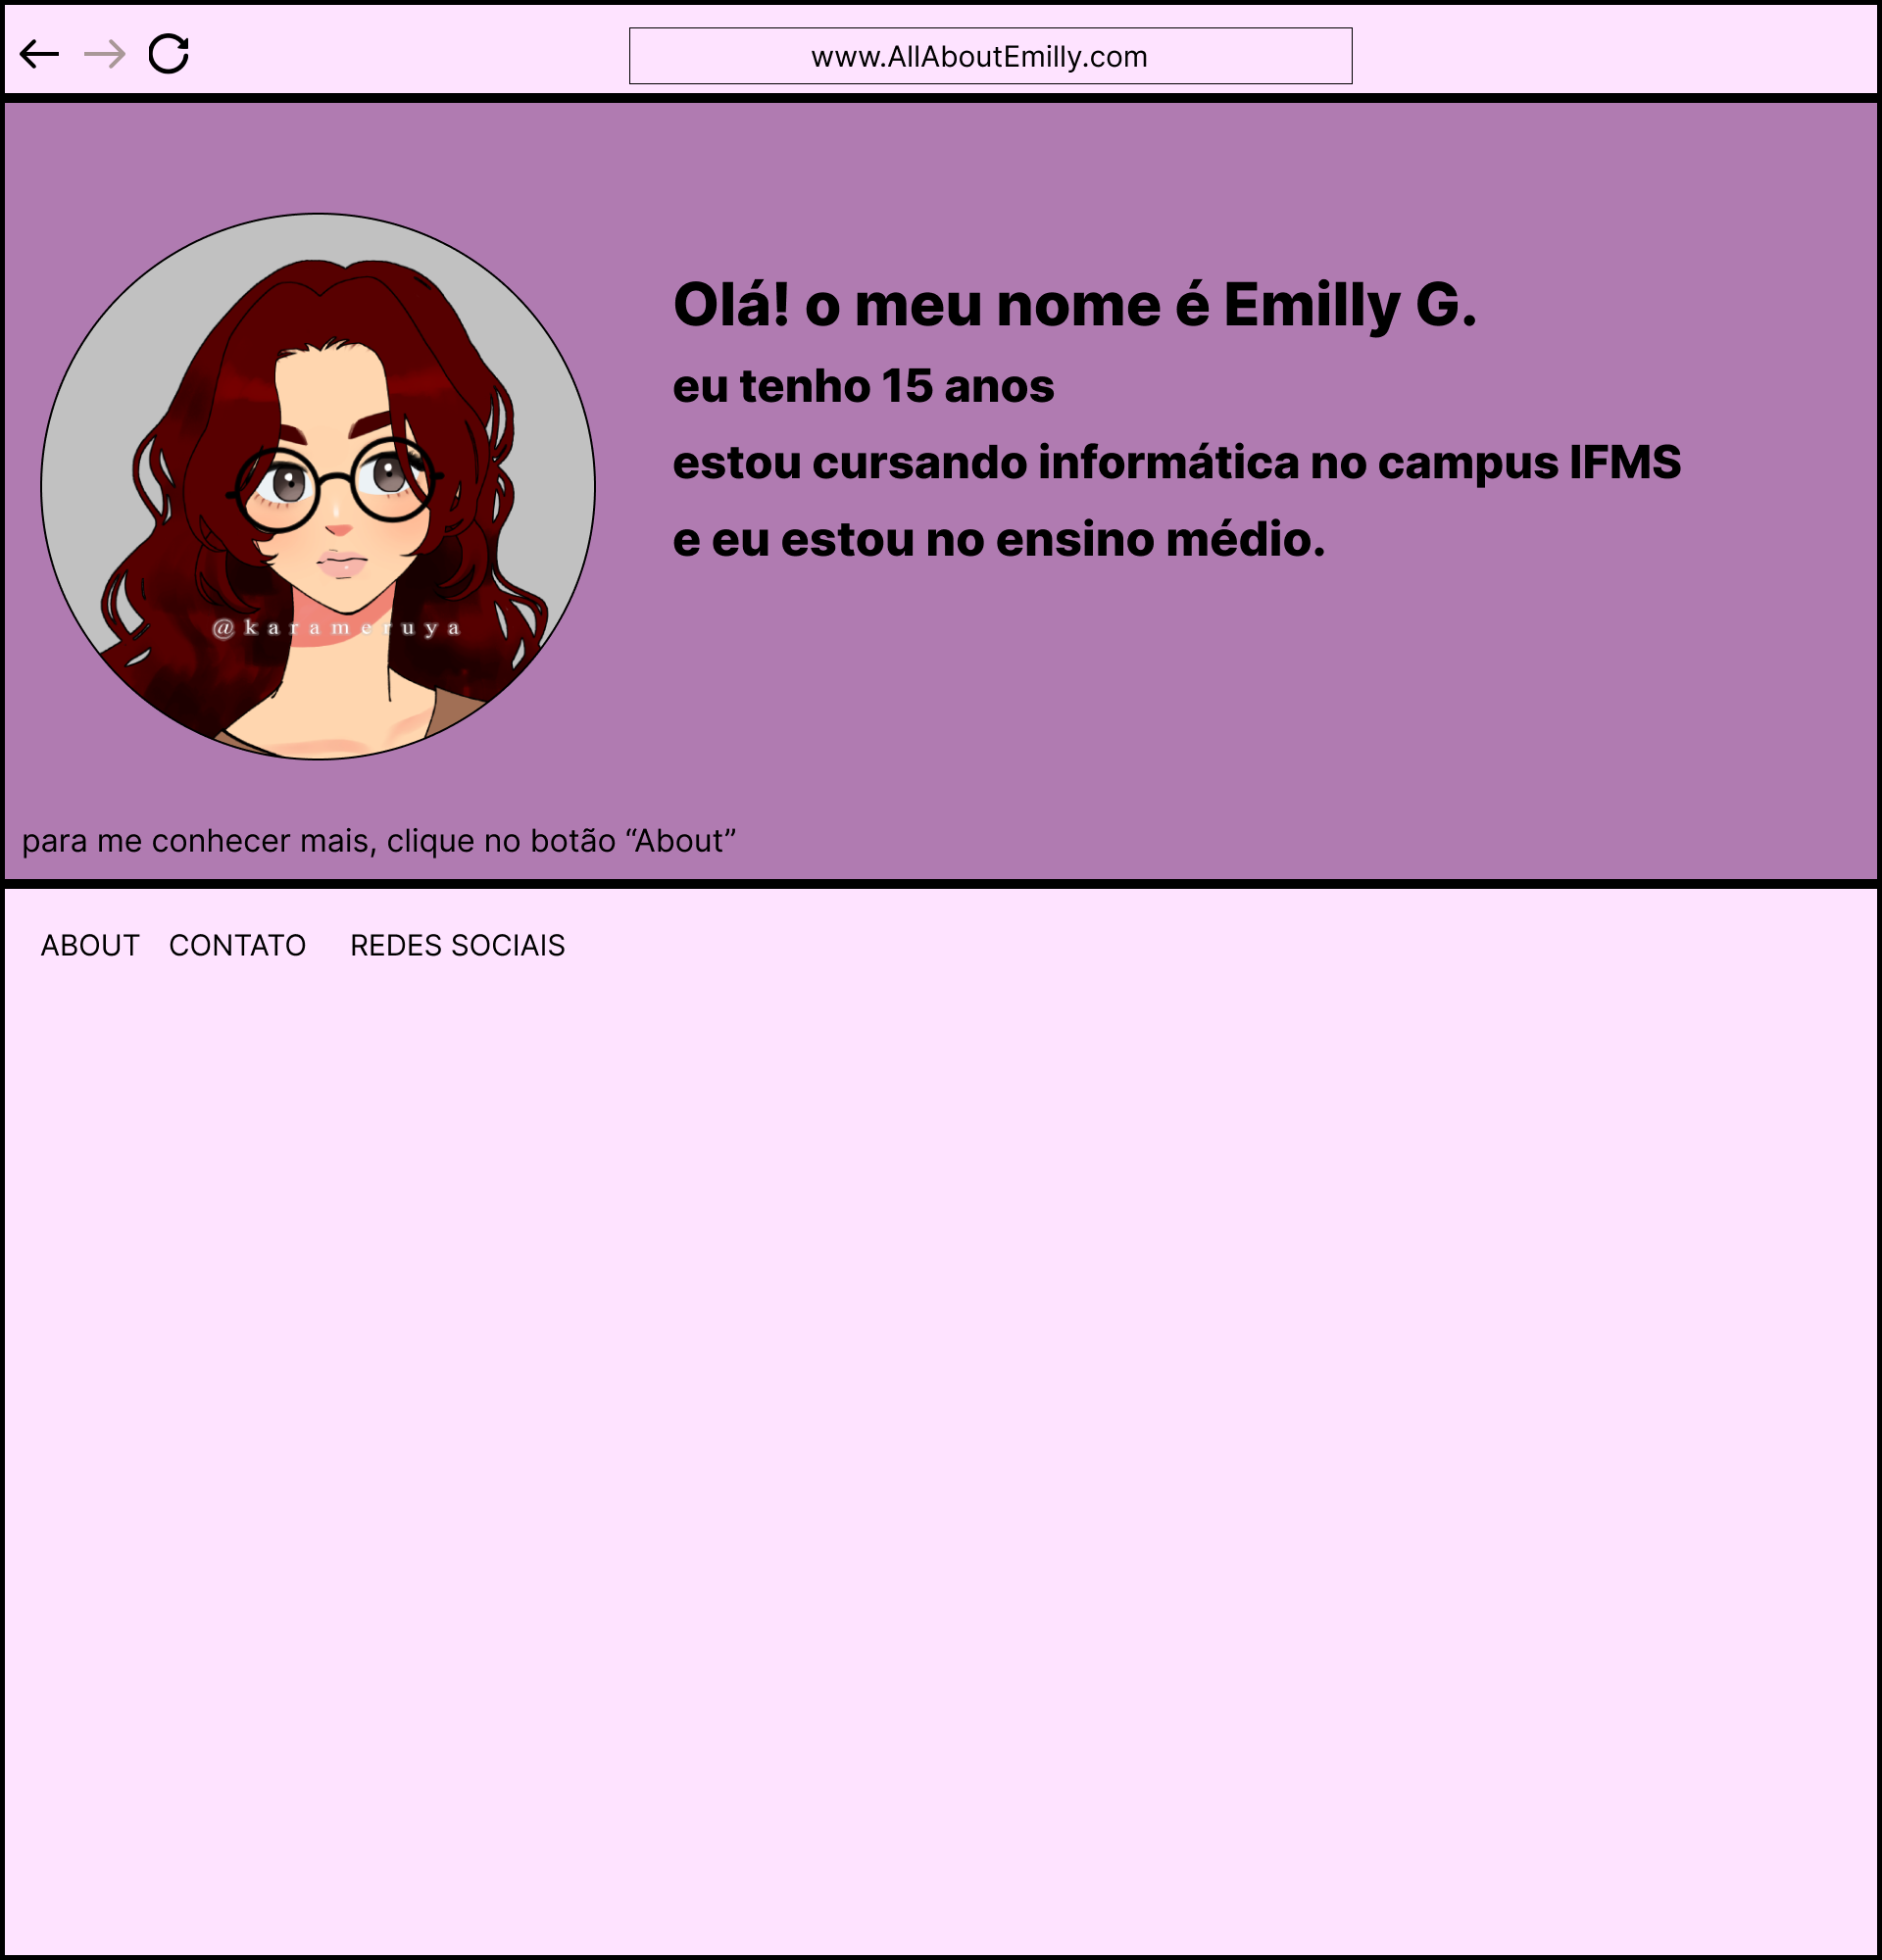 www.AllAboutEmilly.com
Olá! o meu nome é Emilly G.
eu tenho 15 anos
estou cursando informática no campus IFMS
e eu estou no ensino médio.
@karameruya
para me conhecer mais, clique no botão “About”
ABOUT CONTATO REDES SOCIAIS